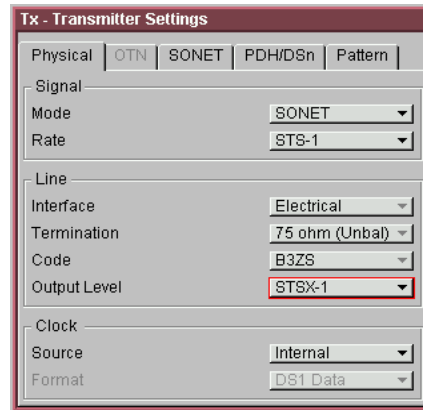 Tx - Transmitter Settings
Physical OTN SONET PDH/DSn Pattern
Signal
Mode SONET
Rate STS-1
Line
Interface Electrical
Termination 75 ohm (Unbal)
Code B3ZS
Output Level STSX-1
Clock
Source Internal
Format DS1 Data